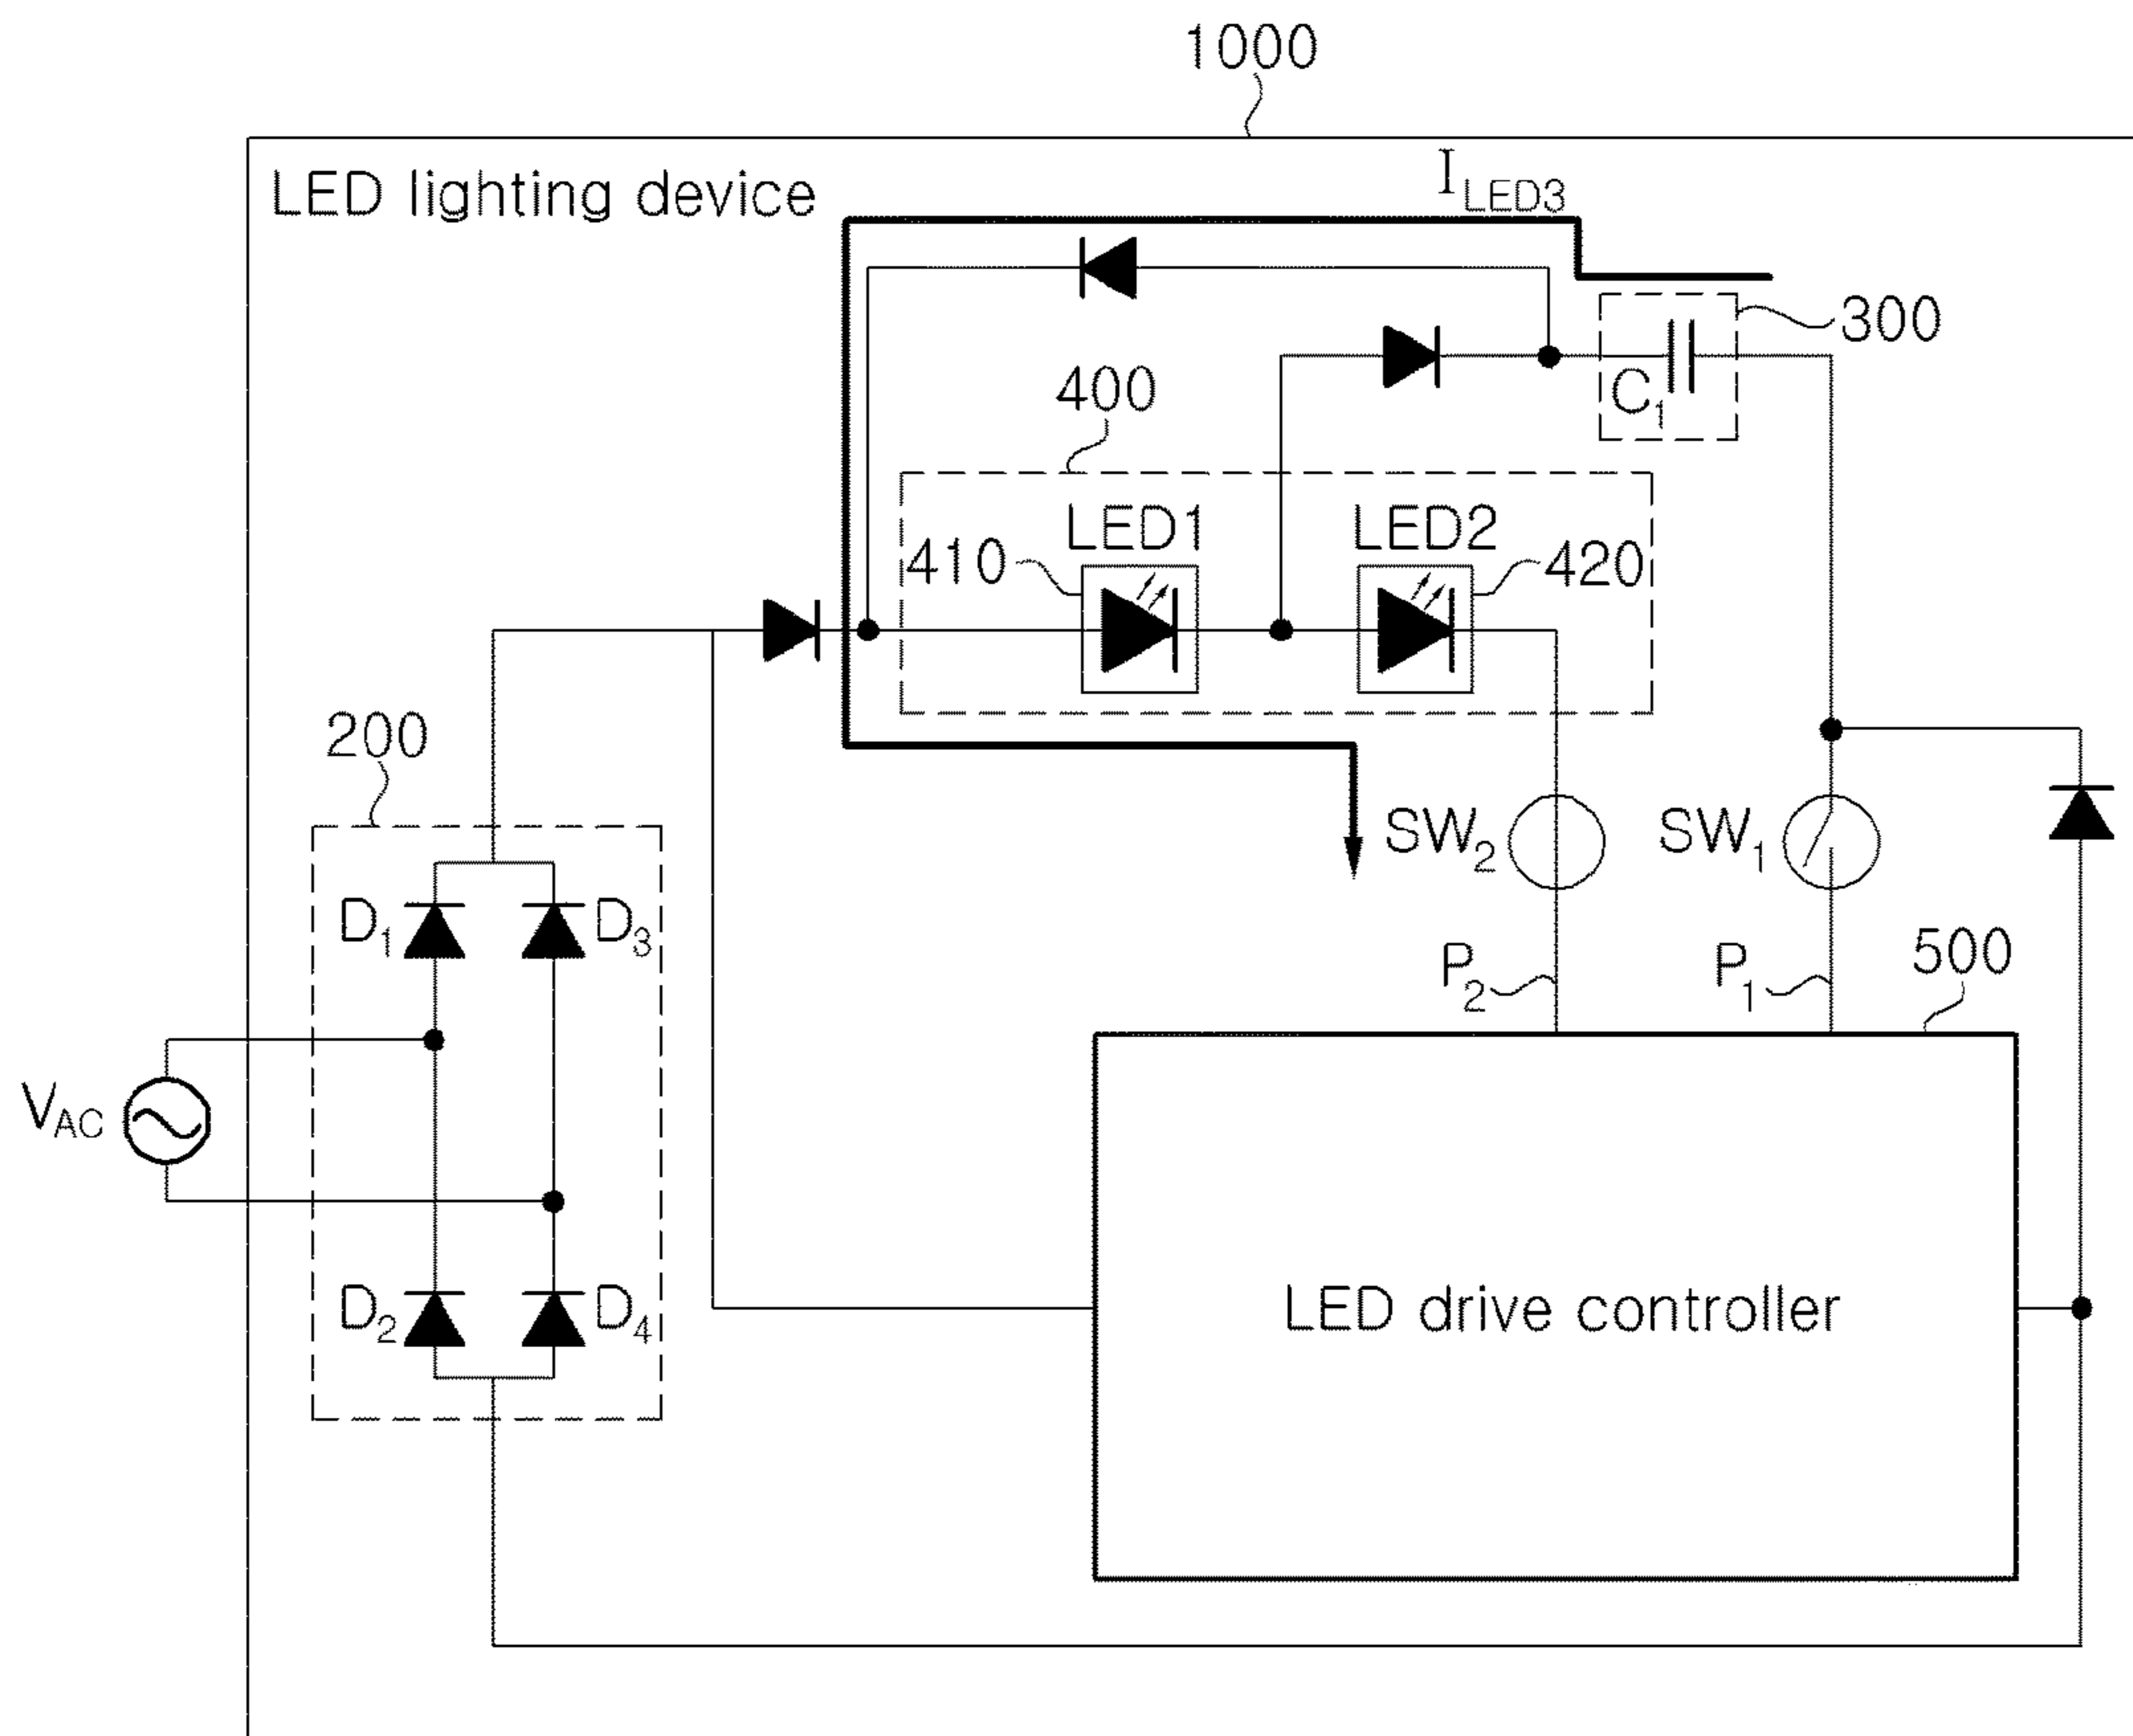 1000
LED lighting device
I LED3
300
C1
400
LED1
LED2
410
420
200
SW2
SW1
D1
D3
P2
P1
500
VAC
D2
D4
LED drive controller